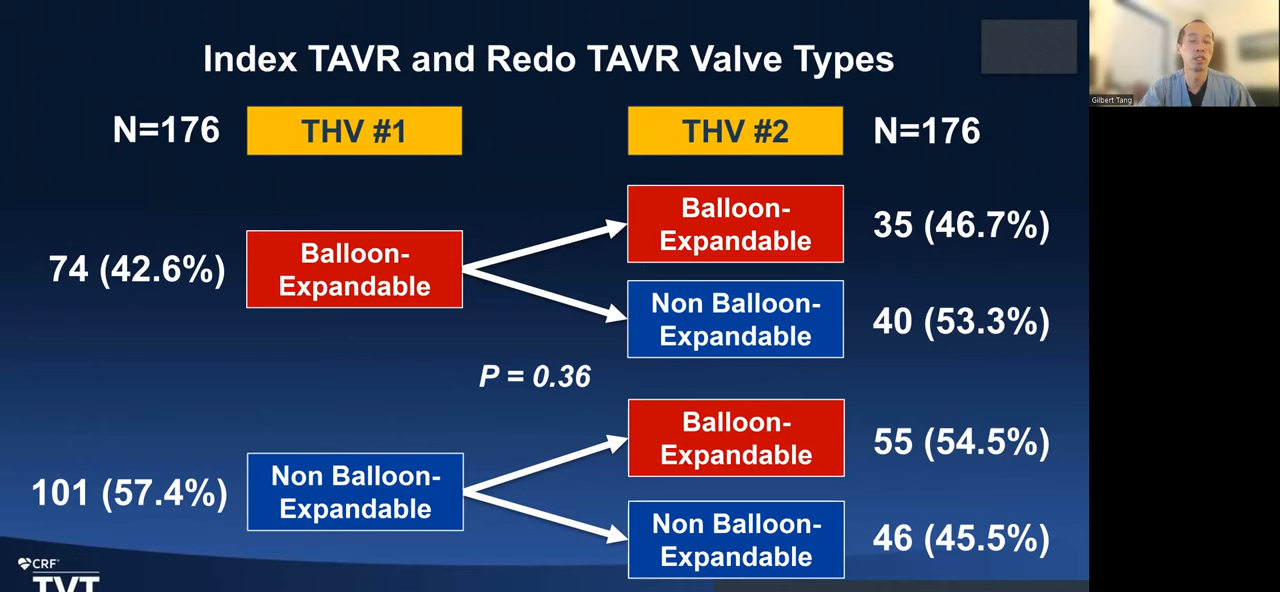 Index TAVR and Redo TAVR Valve Types
N=176
THV #1
THV #2
N=176
74 (42.6%)
Balloon-
Expandable
Balloon-
Expandable
35 (46.7%)
Non Balloon-
Expandable
40 (53.3%)
P = 0.36
101 (57.4%)
Non Balloon-
Expandable
Balloon-
Expandable
55 (54.5%)
Non Balloon-
Expandable
46 (45.5%)
CRF
TVT
Gilbert Tang